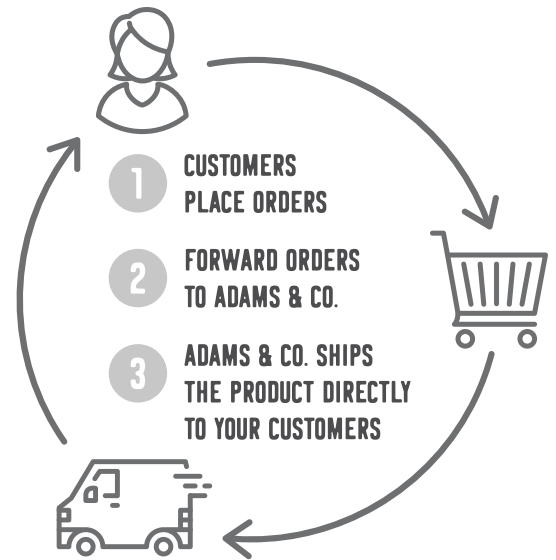 1
CUSTOMERS
PLACE ORDERS
2
FORWARD ORDERS
TO ADAMS & CO.
3
ADAMS & CO. SHIPS
THE PRODUCT DIRECTLY
TO YOUR CUSTOMERS